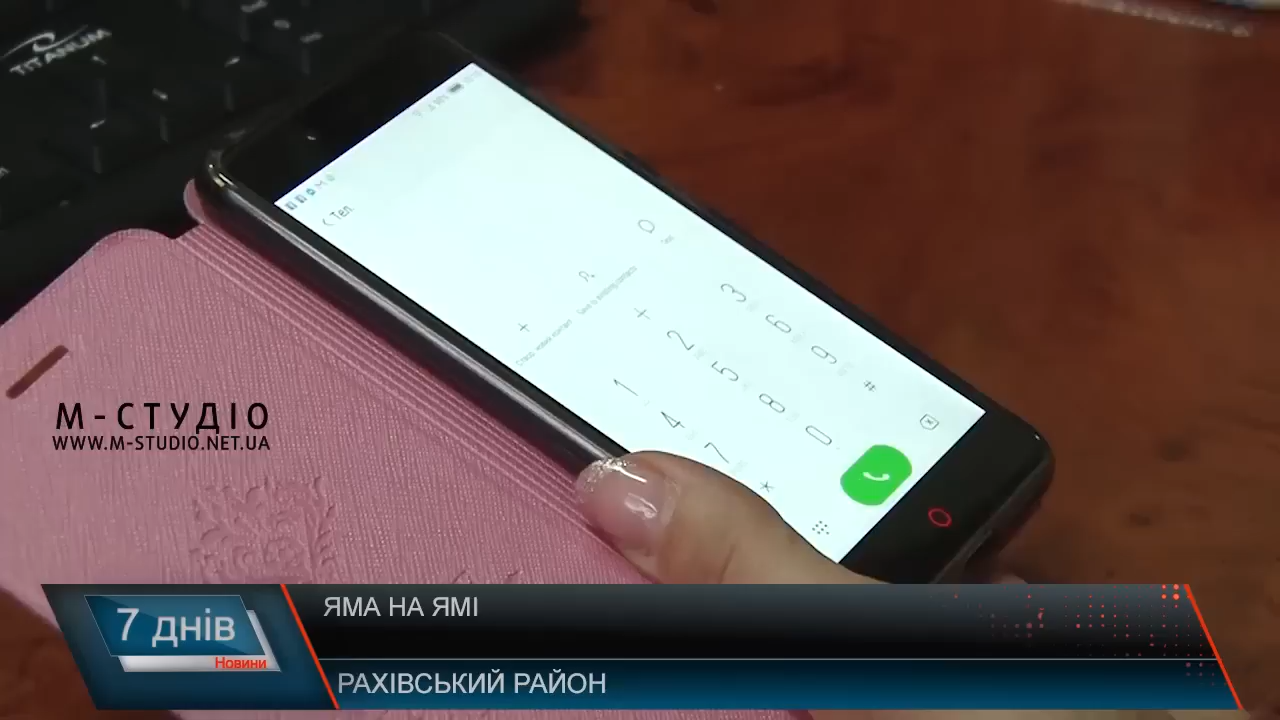 TITANUM
< Тел.
+
1 2 3
4 5 6
7 8 9
* 0 #
М-СТУДІО
WWW.M-STUDIO.NET.UA
7 днів
Новини
ЯМА НА ЯМІ
РАХІВСЬКИЙ РАЙОН